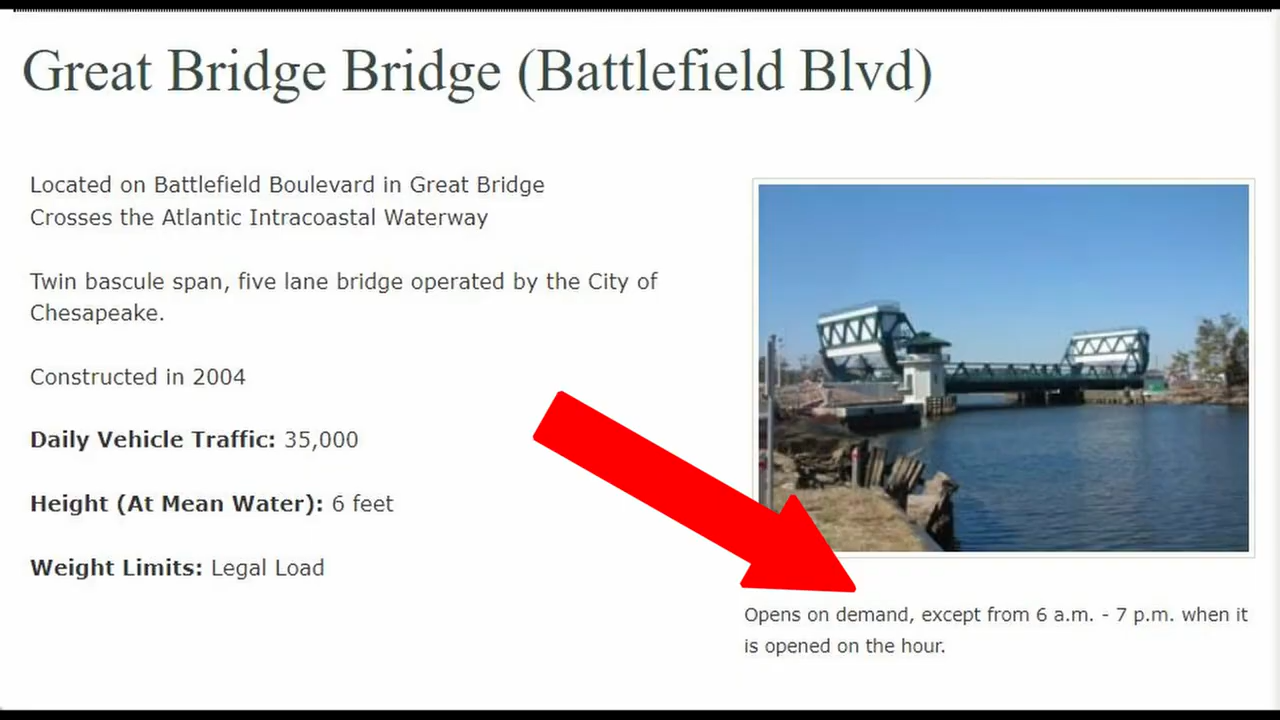 Great Bridge Bridge (Battlefield Blvd)
Located on Battlefield Boulevard in Great Bridge
Crosses the Atlantic Intracoastal Waterway
Twin bascule span, five lane bridge operated by the City of
Chesapeake.
Constructed in 2004
Daily Vehicle Traffic: 35,000
Height (At Mean Water): 6 feet
Weight Limits: Legal Load
Opens on demand, except from 6 a.m. - 7 p.m. when it
is opened on the hour.